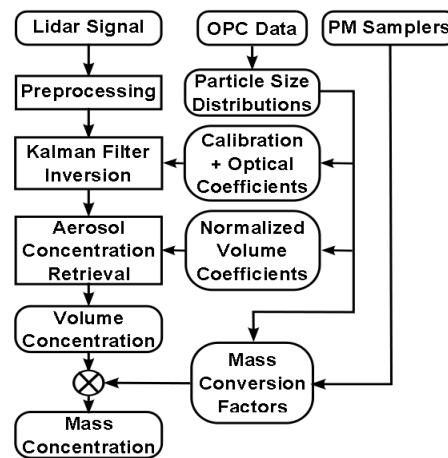 Lidar Signal
OPC Data
PM Samplers
Preprocessing
Particle Size
Distributions
Kalman Filter
Inversion
Calibration
+ Optical
Coefficients
Aerosol
Concentration
Retrieval
Normalized
Volume
Coefficients
Volume
Concentration
Mass
Conversion
Factors
Mass
Concentration